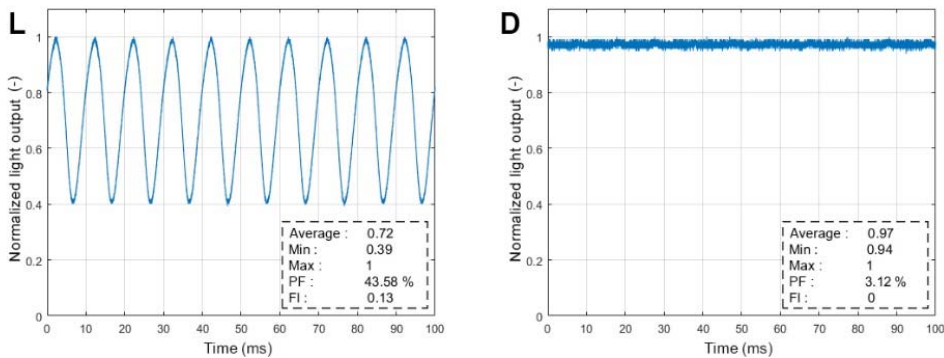 L
Normalized light output (-)
1
0.8
0.6
0.4
0.2
0
0 10 20 30 40 50 60 70 80 90 100
Time (ms)
Average : 0.72
Min : 0.39
Max : 1
PF : 43.58 %
FI : 0.13
D
Normalized light output (-)
1
0.8
0.6
0.4
0.2
0
0 10 20 30 40 50 60 70 80 90 100
Time (ms)
Average : 0.97
Min : 0.94
Max : 1
PF : 3.12 %
FI : 0